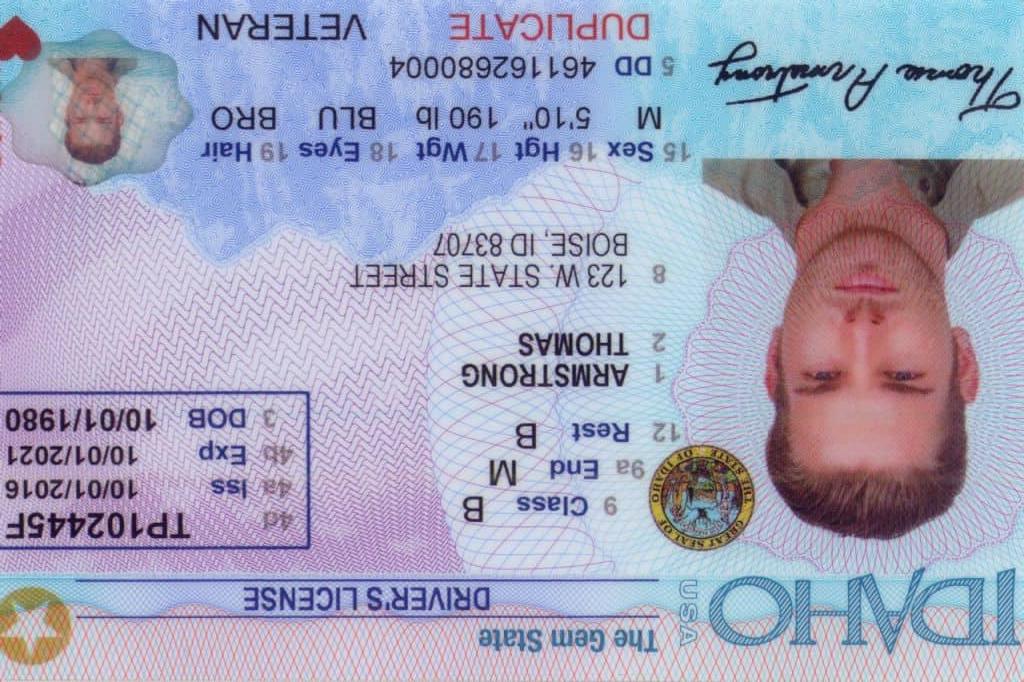 IDAHO USA
The Gem State
DRIVER'S LICENSE
GREAT SEAL OF THE STATE OF IDAHO
9 Class B
9a End M
12 Rest B
4d TP102445F
4a Iss 10/01/2016
4b Exp 10/01/2021
3 DOB 10/01/1980
1 ARMSTRONG
2 THOMAS
8 123 W. STATE STREET
BOISE, ID 83707
15 Sex 16 Hgt 17 Wgt 18 Eyes 19 Hair
M 5'10" 190 lb BLU BRO
5 DD 461162680004
DUPLICATE VETERAN